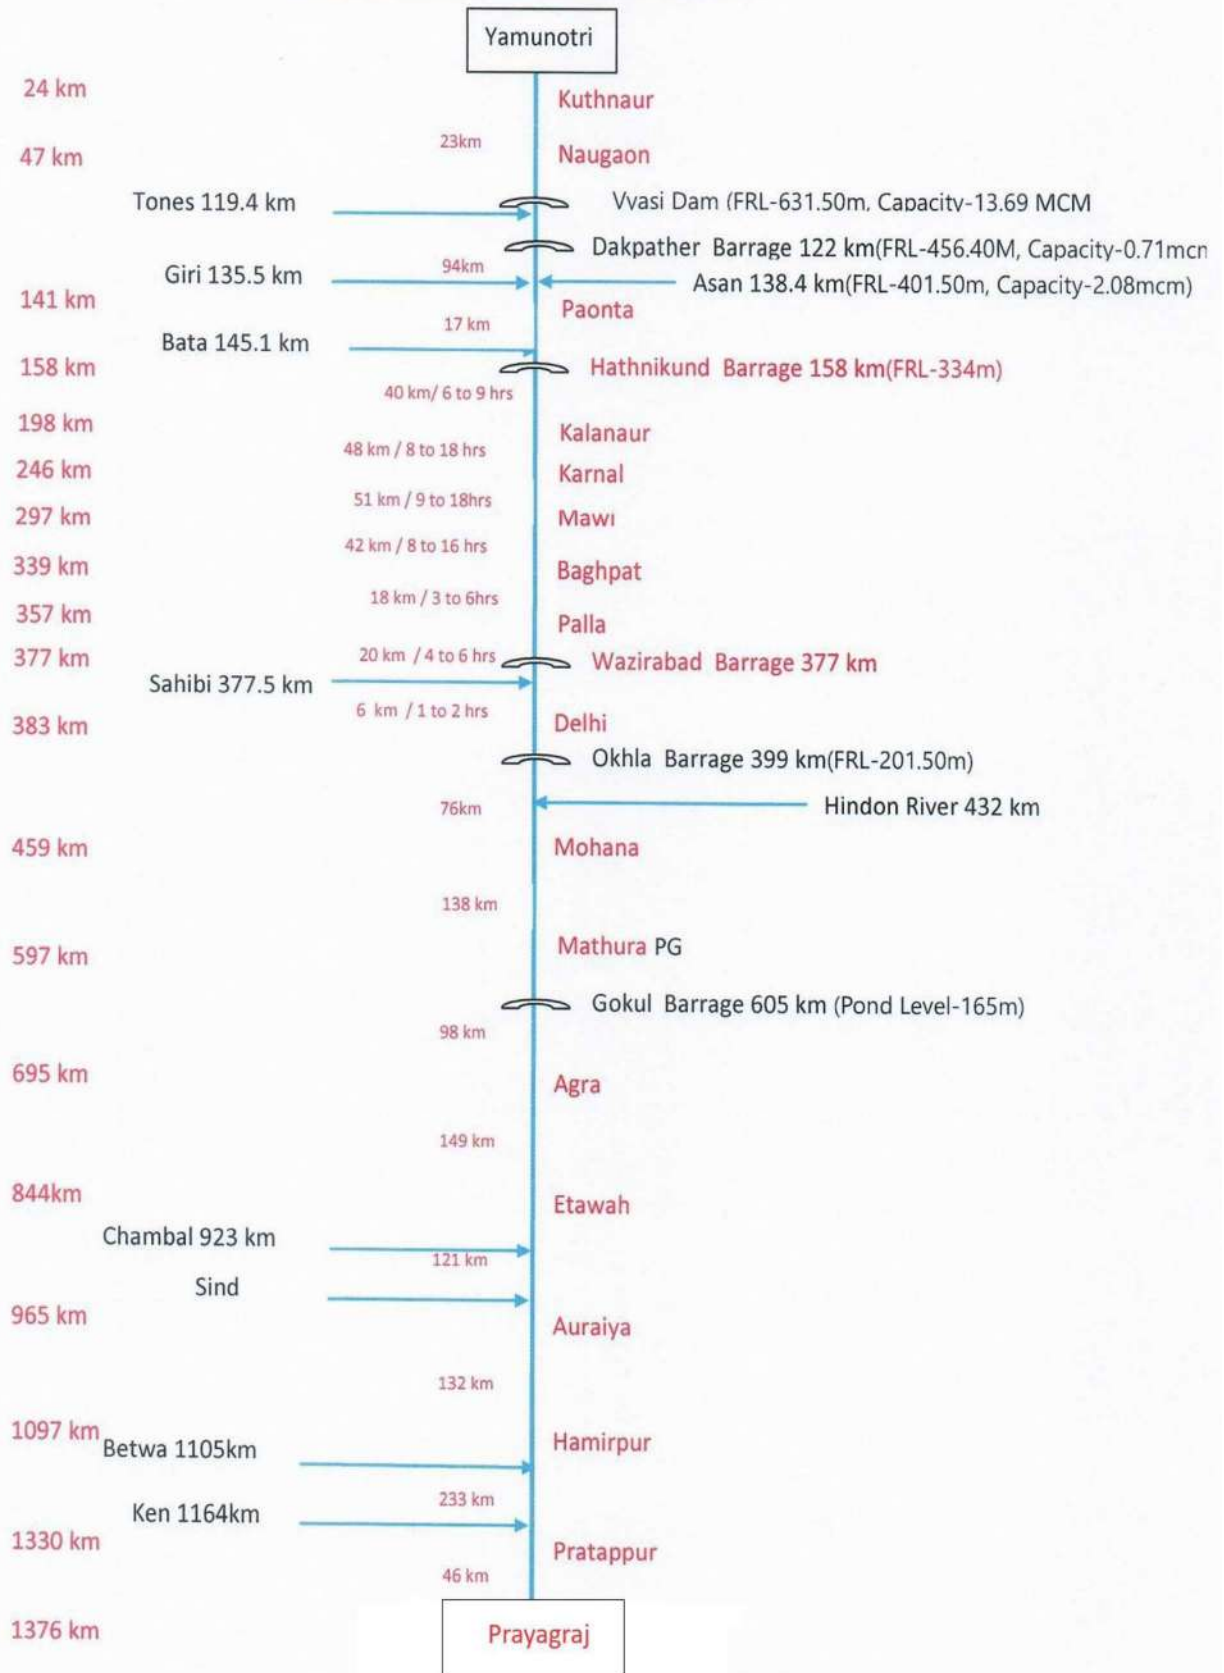 Yamunotri
24 km
Kuthnaur
23km
47 km
Naugaon
Tones 119.4 km
Vyasi Dam (FRL-631.50m, Capacity-13.69 MCM
Dakpather Barrage 122 km(FRL-456.40M, Capacity-0.71mcm
Giri 135.5 km
94km
Asan 138.4 km(FRL-401.50m, Capacity-2.08mcm)
141 km
Paonta
17 km
Bata 145.1 km
158 km
Hathnikund Barrage 158 km(FRL-334m)
40 km/ 6 to 9 hrs
198 km
Kalanaur
48 km / 8 to 18 hrs
246 km
Karnal
51 km / 9 to 18hrs
297 km
Mawi
42 km / 8 to 16 hrs
339 km
Baghpat
18 km / 3 to 6hrs
357 km
Palla
377 km
20 km / 4 to 6 hrs
Wazirabad Barrage 377 km
Sahibi 377.5 km
6 km / 1 to 2 hrs
383 km
Delhi
Okhla Barrage 399 km(FRL-201.50m)
76km
Hindon River 432 km
459 km
Mohana
138 km
597 km
Mathura PG
Gokul Barrage 605 km (Pond Level-165m)
98 km
695 km
Agra
149 km
844km
Etawah
Chambal 923 km
121 km
Sind
965 km
Auraiya
132 km
1097 km
Hamirpur
Betwa 1105km
233 km
Ken 1164km
1330 km
Pratappur
46 km
1376 km
Prayagraj